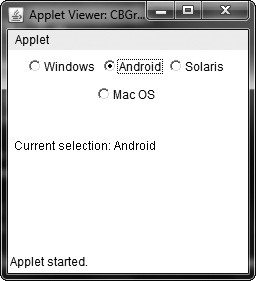 Applet Viewer: CBGr...
Applet
Windows Android Solaris
Mac OS
Current selection: Android
Applet started.